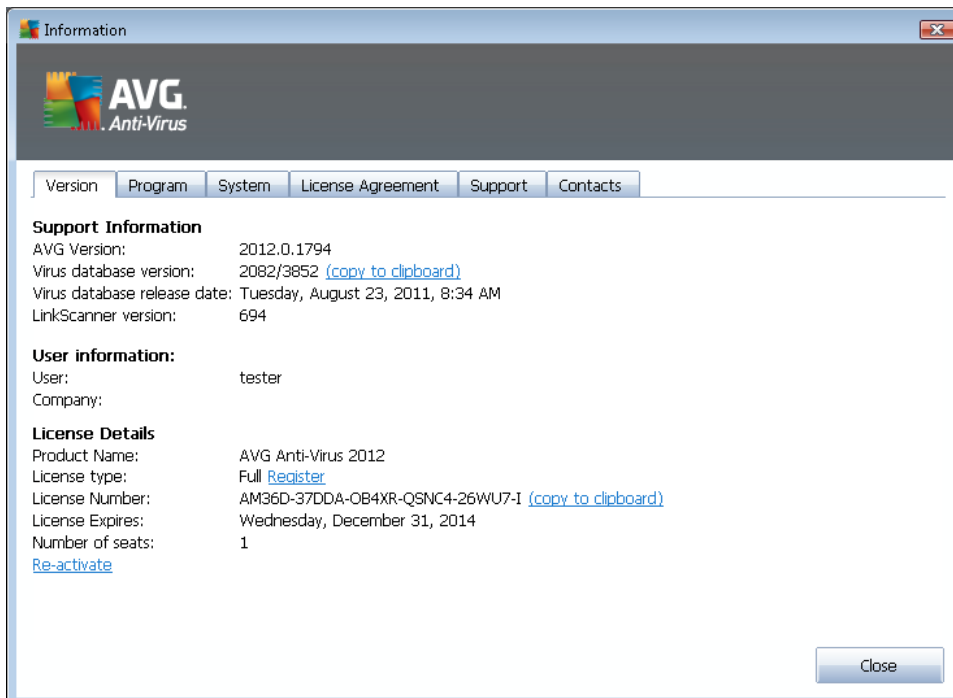 Information
AVG.
Anti-Virus
Version Program System License Agreement Support Contacts
Support Information
AVG Version: 2012.0.1794
Virus database version: 2082/3852 (copy to clipboard)
Virus database release date: Tuesday, August 23, 2011, 8:34 AM
LinkScanner version: 694
User information:
User: tester
Company:
License Details
Product Name: AVG Anti-Virus 2012
License type: Full Register
License Number: AM36D-37DDA-OB4XR-QSNC4-26WU7-I (copy to clipboard)
License Expires: Wednesday, December 31, 2014
Number of seats: 1
Re-activate
Close